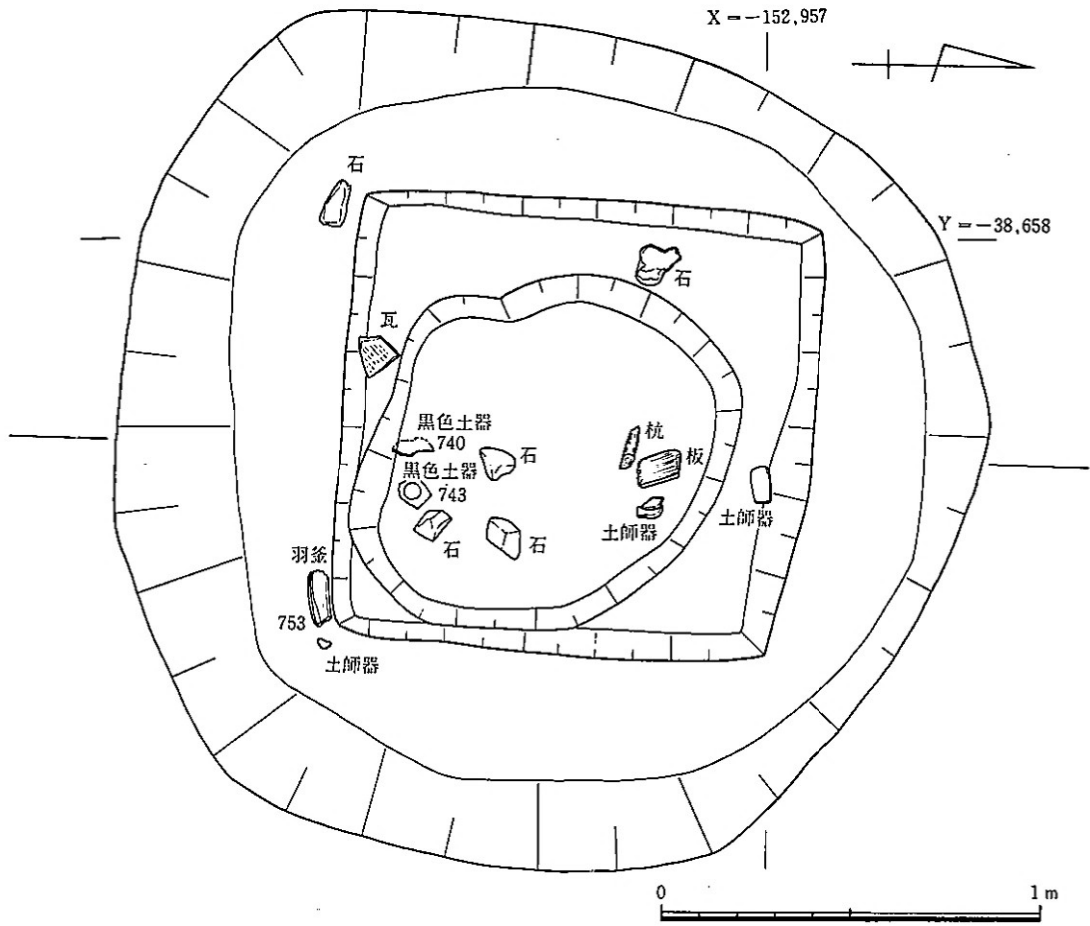 X = −152,957
石
Y = −38,658
石
瓦
黒色土器
740
石
杭
板
黒色土器
743
土師器
土師器
石
石
羽釜
753
土師器
0
1 m